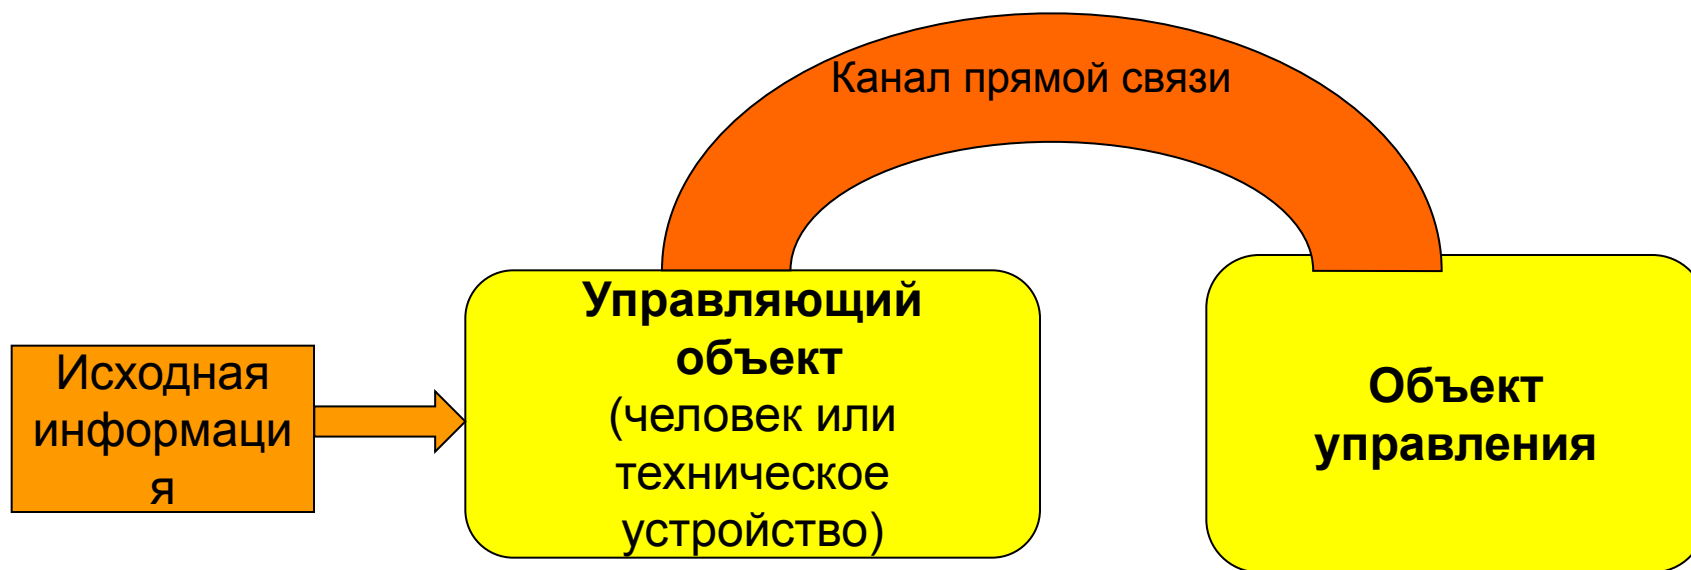 Канал прямой связи
Исходная
информаци
я
Управляющий
объект
(человек или
техническое
устройство)
Объект
управления